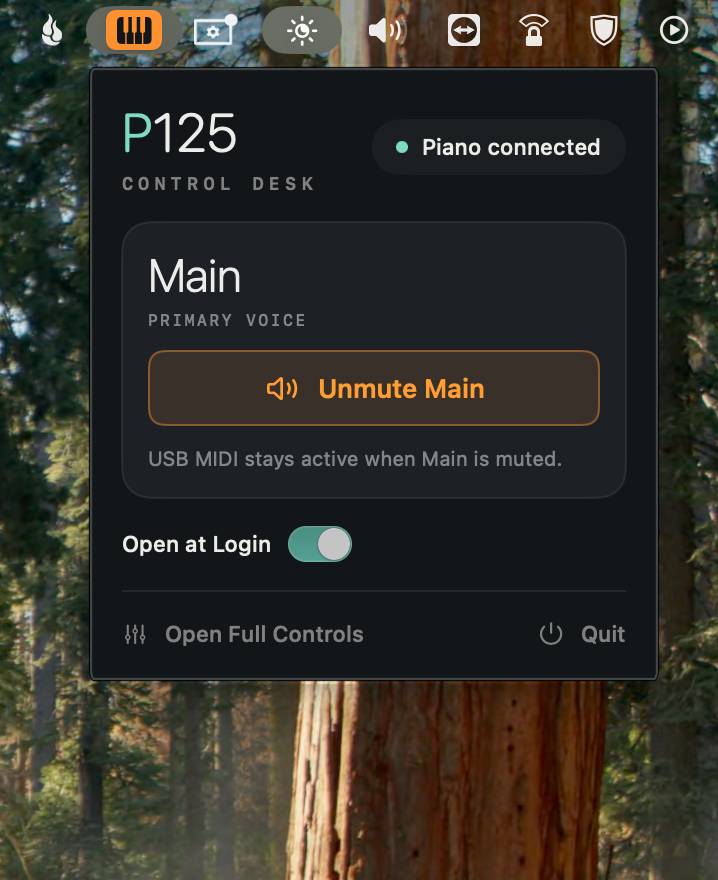 P125
Piano connected
CONTROL DESK
Main
PRIMARY VOICE
Unmute Main
USB MIDI stays active when Main is muted.
Open at Login
Open Full Controls
Quit